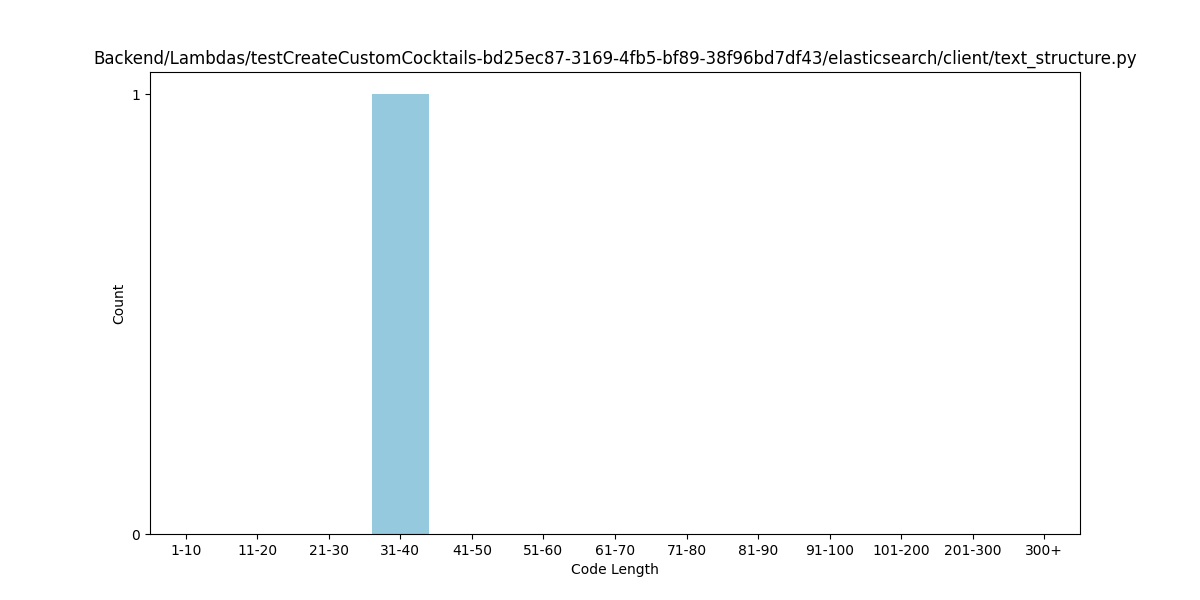 Backend/Lambdas/testCreateCustomCocktails-bd25ec87-3169-4fb5-bf89-38f96bd7df43/elasticsearch/client/text_structure.py
1
Count
0
1-10 11-20 21-30 31-40 41-50 51-60 61-70 71-80 81-90 91-100 101-200 201-300 300+
Code Length